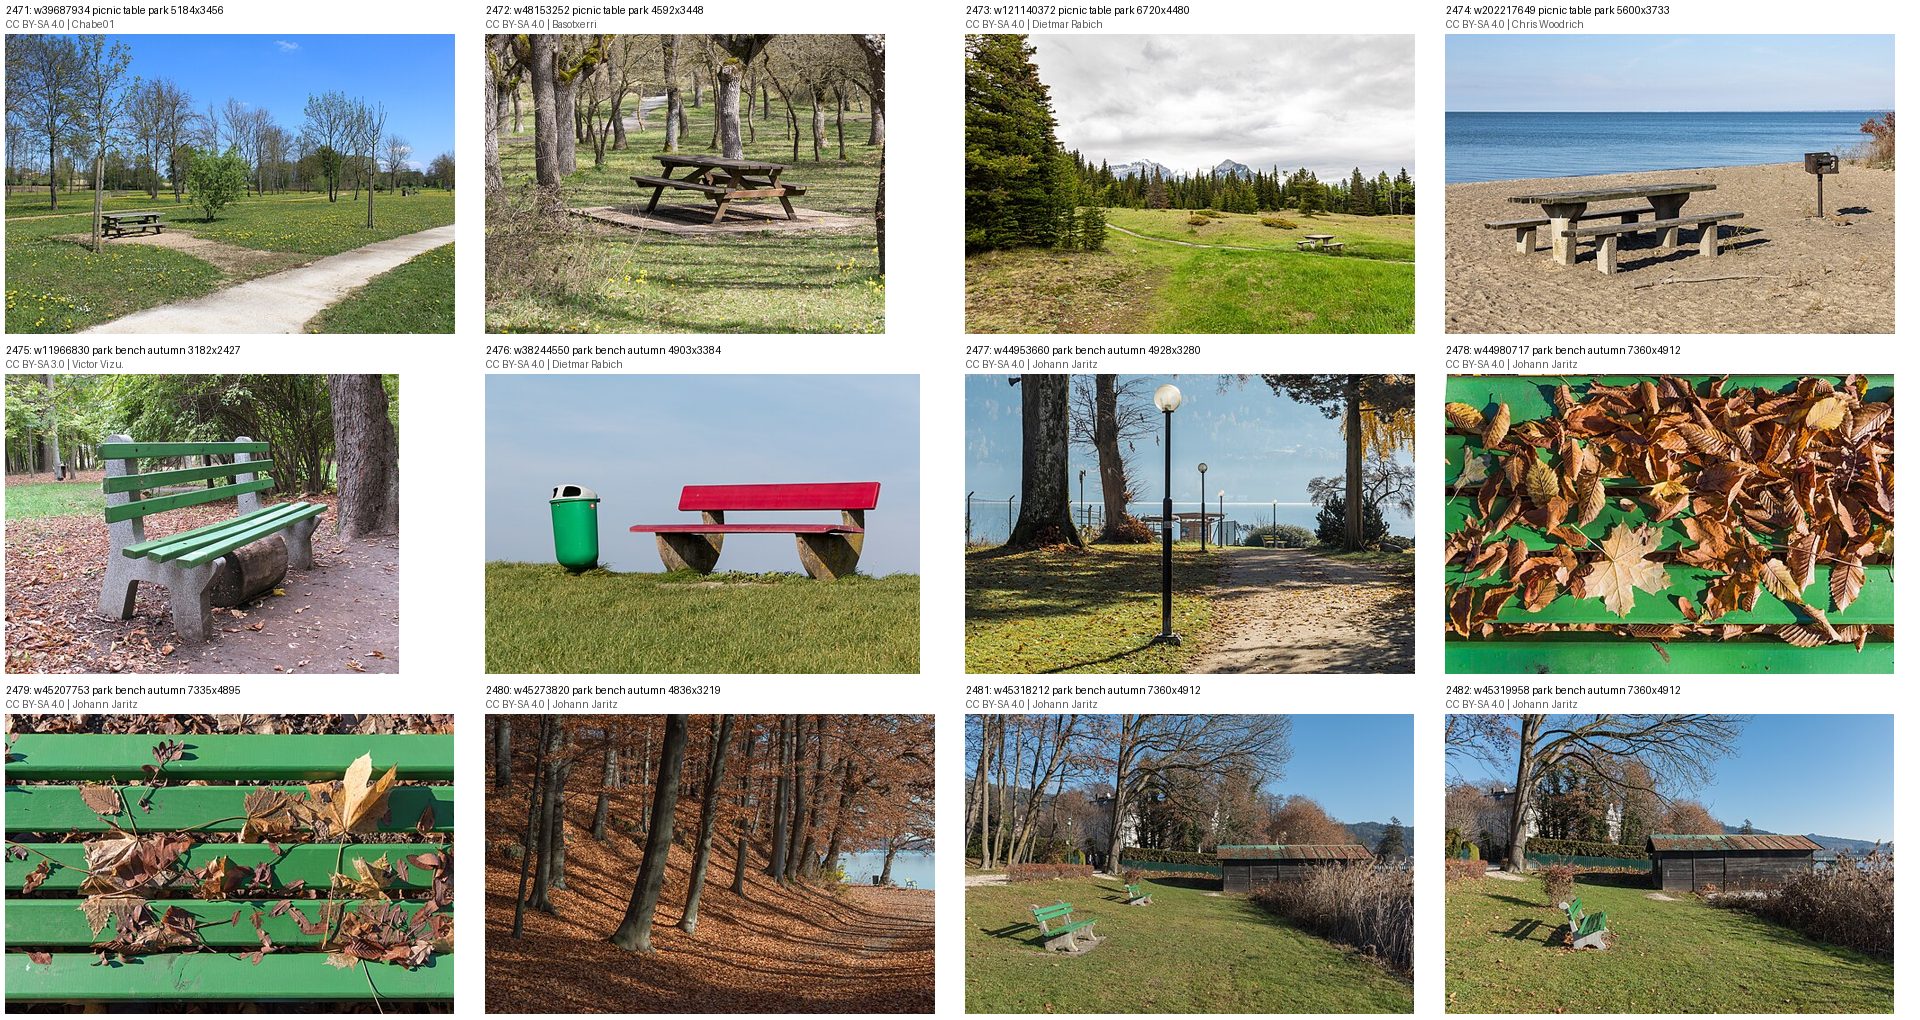 2471: w39687934 picnic table park 5184x3456
CC BY-SA 4.0 | Chabe01
2472: w48153252 picnic table park 4592x3448
CC BY-SA 4.0 | Basotxerri
2473: w121140372 picnic table park 6720x4480
CC BY-SA 4.0 | Dietmar Rabich
2474: w202217649 picnic table park 5600x3733
CC BY-SA 4.0 | Chris Woodrich
2475: w11966830 park bench autumn 3182x2427
CC BY-SA 3.0 | Victor Vizu.
2476: w38244550 park bench autumn 4903x3384
CC BY-SA 4.0 | Dietmar Rabich
2477: w44953660 park bench autumn 4928x3280
CC BY-SA 4.0 | Johann Jaritz
2478: w44980717 park bench autumn 7360x4912
CC BY-SA 4.0 | Johann Jaritz
2479: w45207753 park bench autumn 7335x4895
CC BY-SA 4.0 | Johann Jaritz
2480: w45273820 park bench autumn 4836x3219
CC BY-SA 4.0 | Johann Jaritz
2481: w45318212 park bench autumn 7360x4912
CC BY-SA 4.0 | Johann Jaritz
2482: w45319958 park bench autumn 7360x4912
CC BY-SA 4.0 | Johann Jaritz